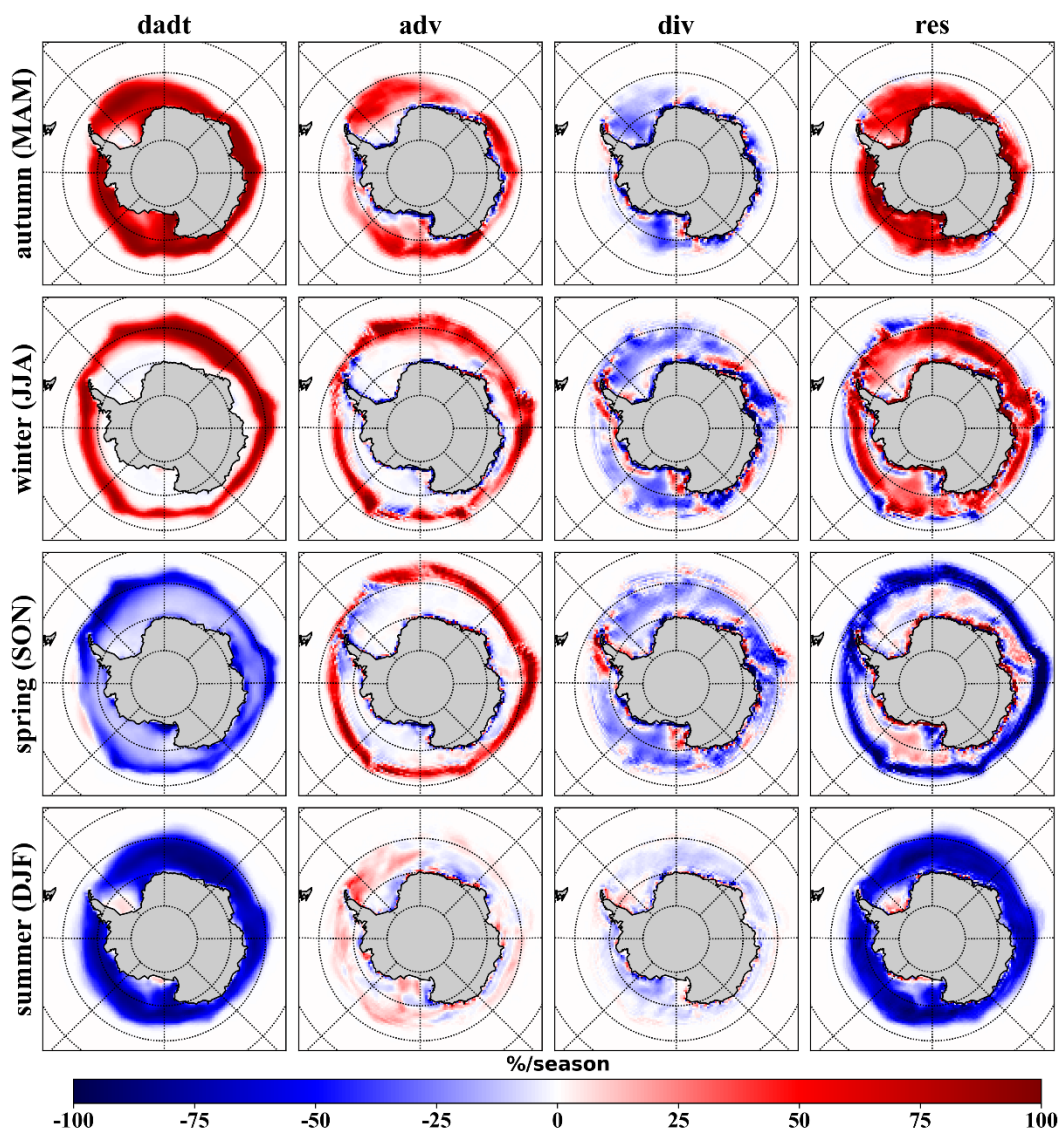 dadt adv div res
autumn (MAM)
winter (JJA)
spring (SON)
summer (DJF)
%/season
-100 -75 -50 -25 0 25 50 75 100